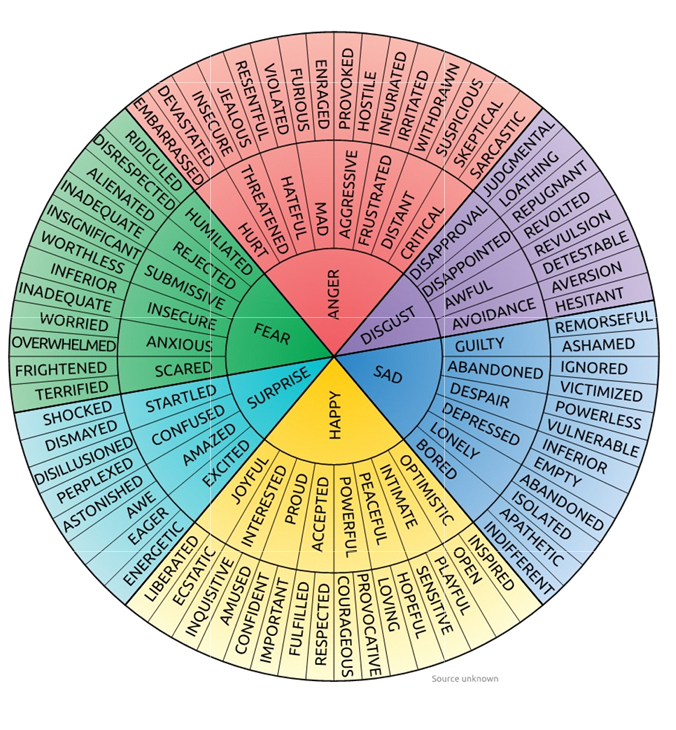 ANGER
HURT
THREATENED
HATEFUL
MAD
AGGRESSIVE
FRUSTRATED
DISTANT
CRITICAL
EMBARRASSED
DEVASTATED
INSECURE
JEALOUS
RESENTFUL
VIOLATED
FURIOUS
ENRAGED
PROVOKED
HOSTILE
INFURIATED
IRRITATED
WITHDRAWN
SUSPICIOUS
SKEPTICAL
SARCASTIC
DISGUST
DISAPPROVAL
DISAPPOINTED
AWFUL
AVOIDANCE
JUDGMENTAL
LOATHING
REPUGNANT
REVOLTED
REVULSION
DETESTABLE
AVERSION
HESITANT
SAD
GUILTY
ABANDONED
DESPAIR
DEPRESSED
LONELY
BORED
REMORSEFUL
ASHAMED
IGNORED
VICTIMIZED
POWERLESS
VULNERABLE
INFERIOR
EMPTY
ABANDONED
ISOLATED
APATHETIC
INDIFFERENT
HAPPY
OPTIMISTIC
INTIMATE
PEACEFUL
POWERFUL
ACCEPTED
PROUD
INTERESTED
JOYFUL
INSPIRED
OPEN
PLAYFUL
SENSITIVE
HOPEFUL
LOVING
PROVOCATIVE
COURAGEOUS
RESPECTED
FULFILLED
IMPORTANT
CONFIDENT
AMUSED
INQUISITIVE
ECSTATIC
LIBERATED
SURPRISE
EXCITED
AMAZED
CONFUSED
STARTLED
ENERGETIC
EAGER
AWE
ASTONISHED
PERPLEXED
DISILLUSIONED
DISMAYED
SHOCKED
FEAR
SCARED
ANXIOUS
INSECURE
SUBMISSIVE
REJECTED
HUMILIATED
TERRIFIED
FRIGHTENED
OVERWHELMED
WORRIED
INADEQUATE
INFERIOR
WORTHLESS
INSIGNIFICANT
INADEQUATE
ALIENATED
DISRESPECTED
RIDICULED
Source unknown